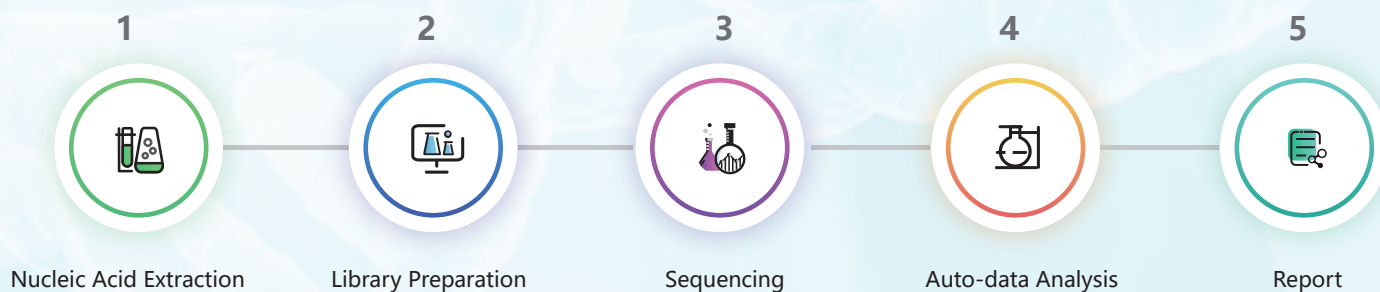 1
2
3
4
5
Nucleic Acid Extraction
Library Preparation
Sequencing
Auto-data Analysis
Report